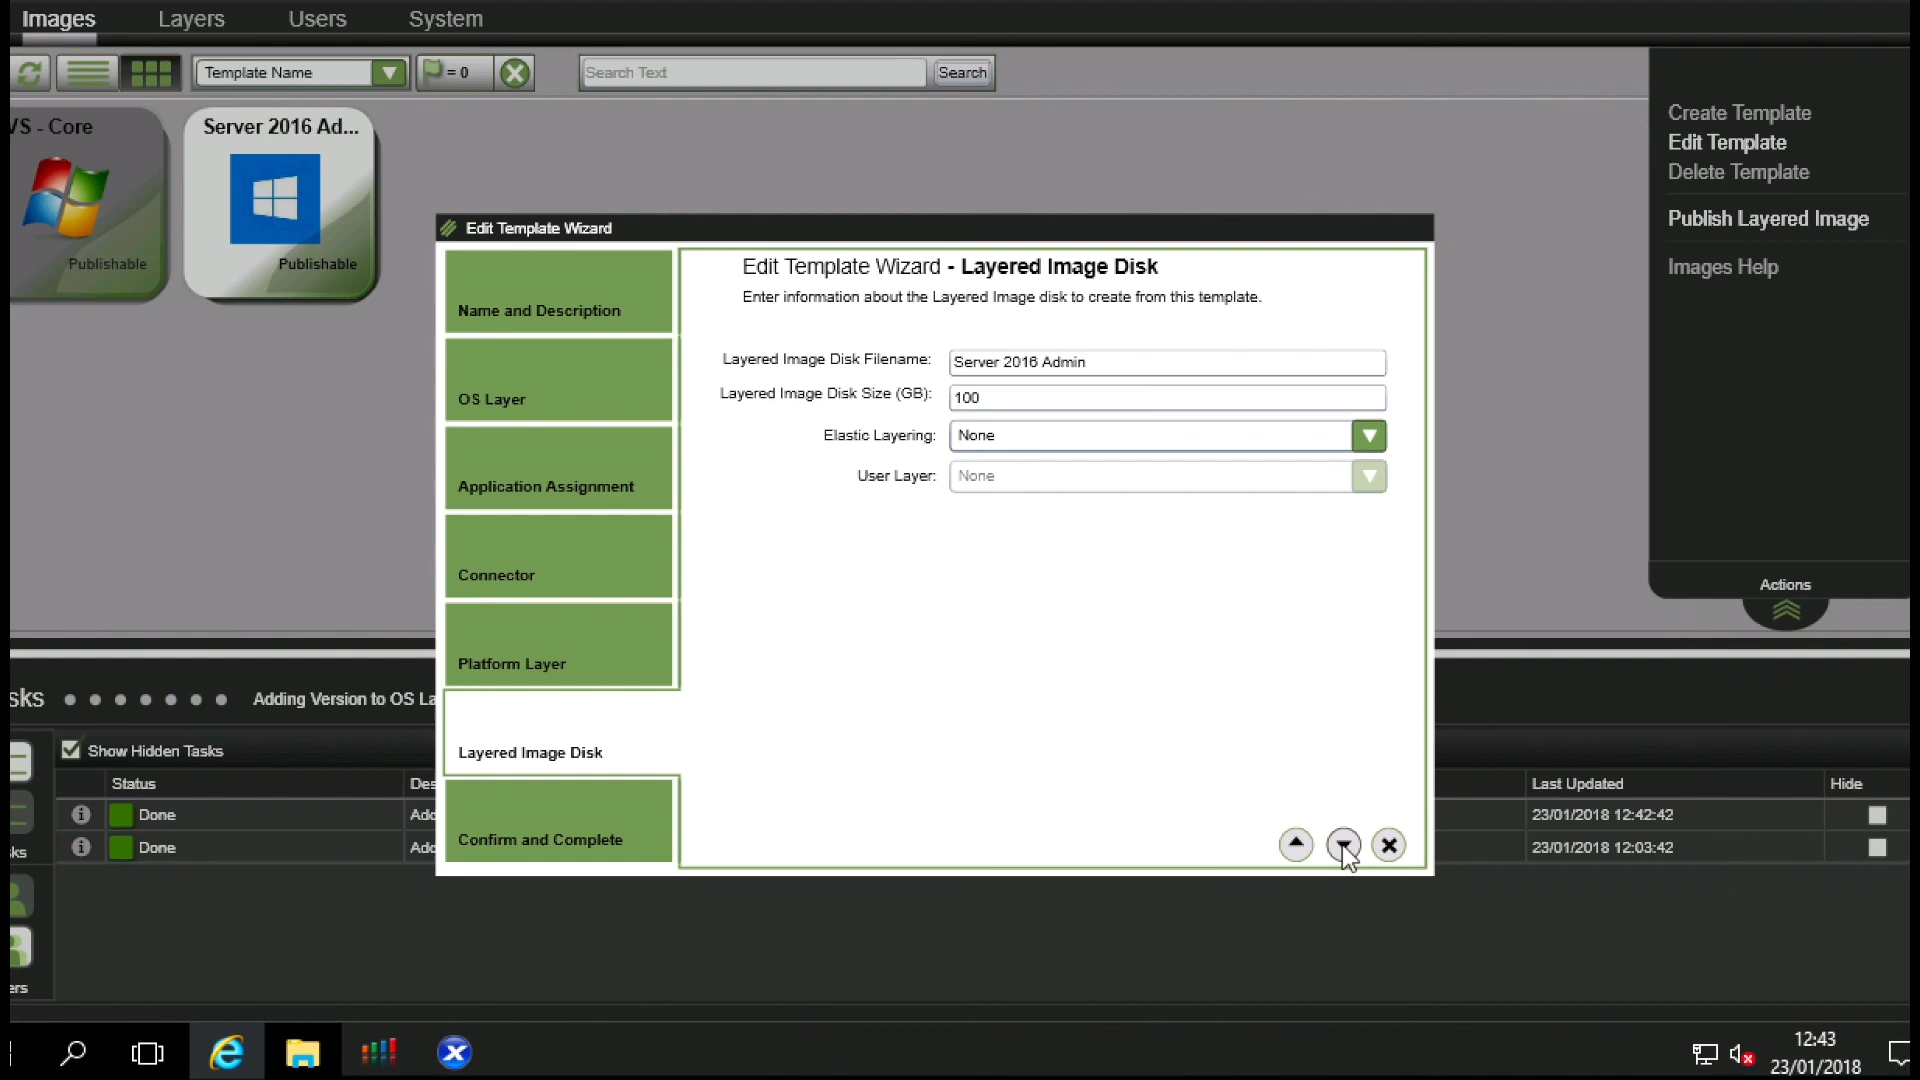 Images
Layers
Users
System
Template Name
= 0
Search Text
Search
VS - Core
Publishable
Server 2016 Ad...
Publishable
Create Template
Edit Template
Delete Template
Publish Layered Image
Images Help
Actions
Edit Template Wizard
Name and Description
OS Layer
Application Assignment
Connector
Platform Layer
Layered Image Disk
Confirm and Complete
Edit Template Wizard - Layered Image Disk
Enter information about the Layered Image disk to create from this template.
Layered Image Disk Filename: Server 2016 Admin
Layered Image Disk Size (GB): 100
Elastic Layering: None
User Layer: None
sks
Adding Version to OS La
Show Hidden Tasks
Status
Des
Last Updated
Hide
Done
Add
23/01/2018 12:42:42
Done
Add
23/01/2018 12:03:42
ks
ers
12:43
23/01/2018